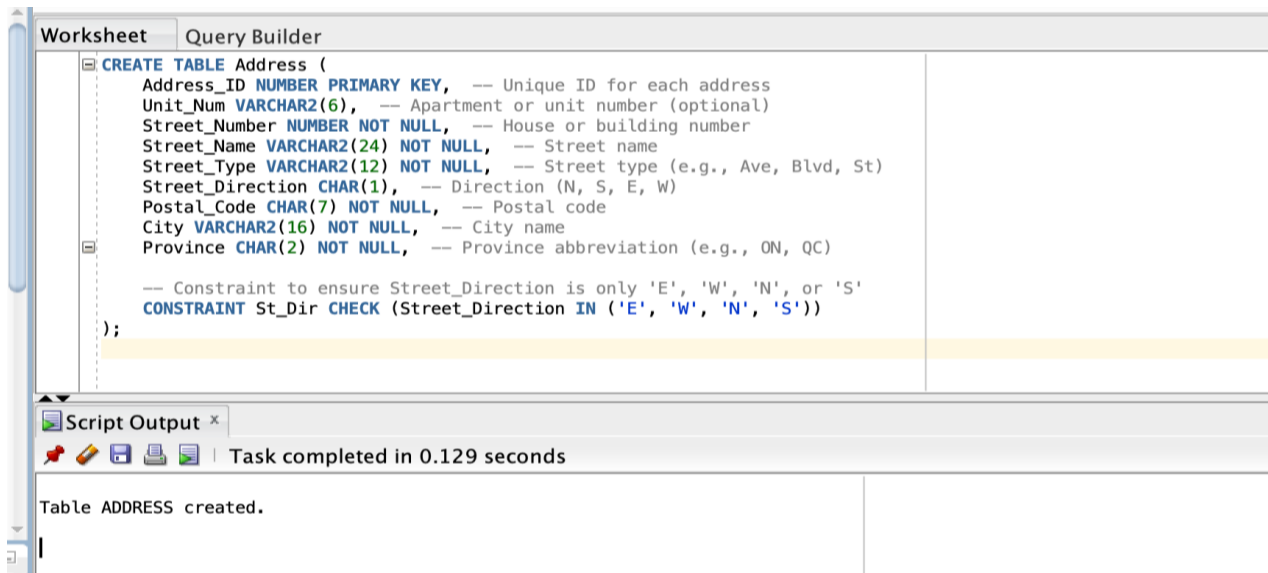 Worksheet Query Builder
CREATE TABLE Address (
    Address_ID NUMBER PRIMARY KEY,  -- Unique ID for each address
    Unit_Num VARCHAR2(6),  -- Apartment or unit number (optional)
    Street_Number NUMBER NOT NULL,  -- House or building number
    Street_Name VARCHAR2(24) NOT NULL,  -- Street name
    Street_Type VARCHAR2(12) NOT NULL,  -- Street type (e.g., Ave, Blvd, St)
    Street_Direction CHAR(1),  -- Direction (N, S, E, W)
    Postal_Code CHAR(7) NOT NULL,  -- Postal code
    City VARCHAR2(16) NOT NULL,  -- City name
    Province CHAR(2) NOT NULL,  -- Province abbreviation (e.g., ON, QC)
    -- Constraint to ensure Street_Direction is only 'E', 'W', 'N', or 'S'
    CONSTRAINT St_Dir CHECK (Street_Direction IN ('E', 'W', 'N', 'S'))
);
Script Output ×
Task completed in 0.129 seconds
Table ADDRESS created.